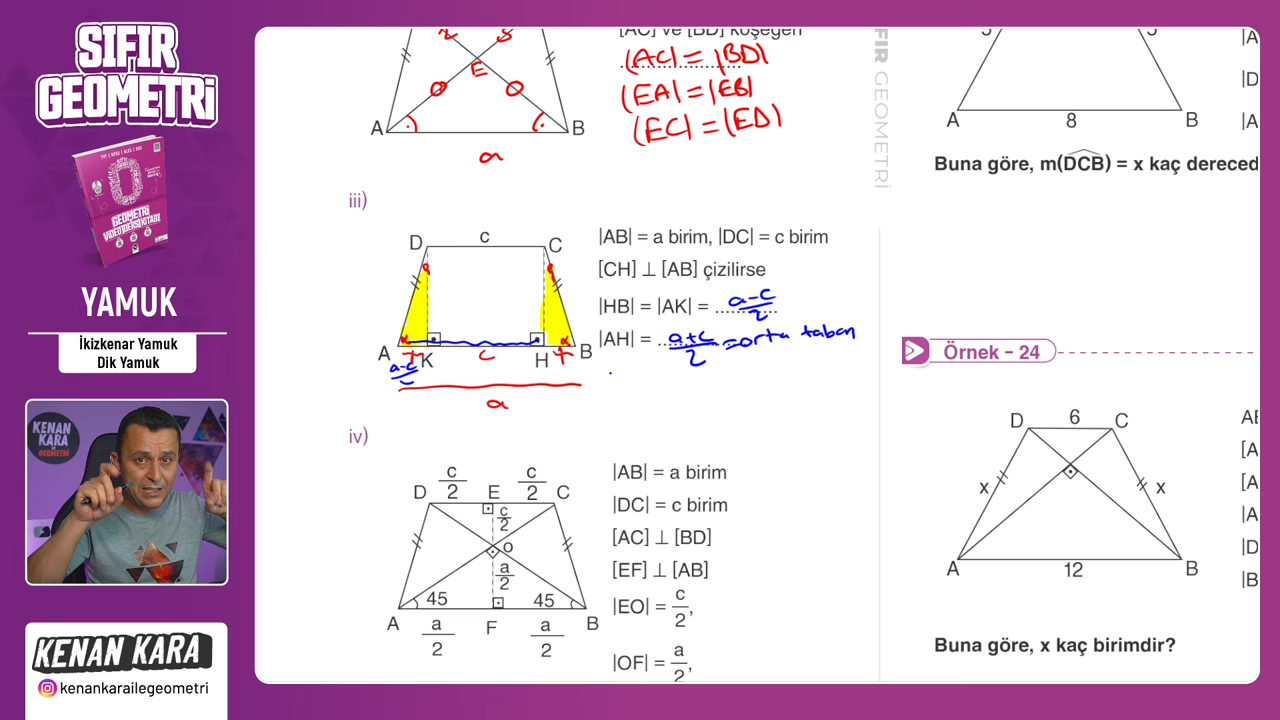 SIFIR
GEOMETRİ
GEOMETRİ
VİDEO DERS KİTABI
YAMUK
İkizkenar Yamuk
Dik Yamuk
KENAN
KARA
GEOMETRİ
KENAN KARA
kenankarailegeometri
[AC] ve [BD] köşegen
|AC| = |BD|
|EA| = |EB|
|EC| = |ED|
E
A
B
a
iii)
D
c
C
A
K
c
H
B
a-c
2
a
|AB| = a birim, |DC| = c birim
[CH] ⊥ [AB] çizilirse
|HB| = |AK| = a-c
2
|AH| = a+c = orta taban
2
iv)
c
2
c
2
D
E
C
c
2
o
a
2
45
45
A
F
B
a
2
a
2
|AB| = a birim
|DC| = c birim
[AC] ⊥ [BD]
[EF] ⊥ [AB]
|EO| = c
2,
|OF| = a
2,
FIR GEOMETRİ
A
8
B
|A
|D
|A
Buna göre, m(DCB) = x kaç dereced
Örnek - 24
D
6
C
x
x
A
12
B
AB
[A
[A
|A
|D
|B
Buna göre, x kaç birimdir?